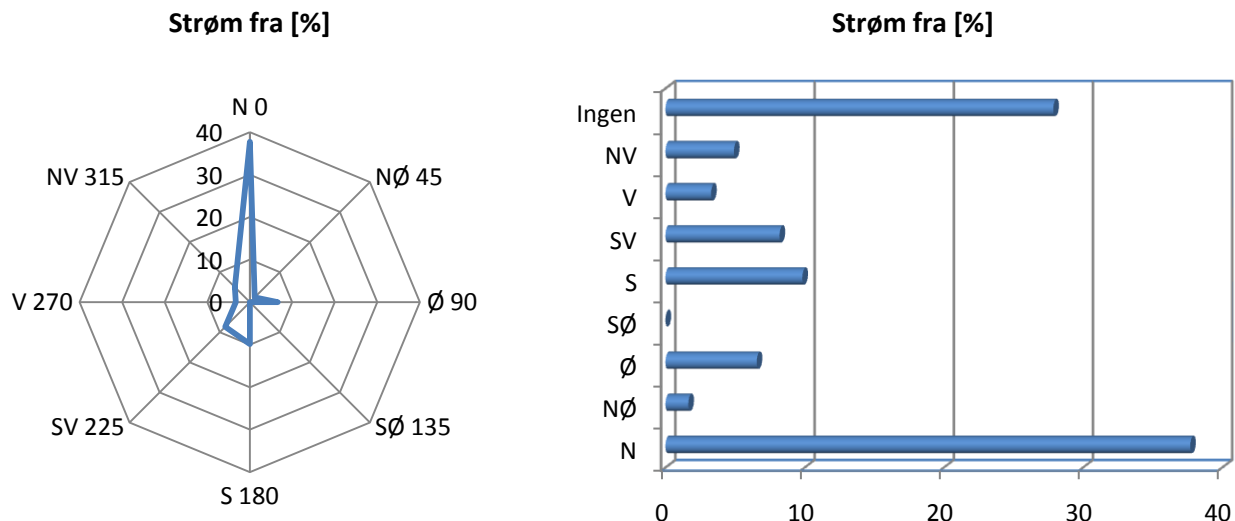 Strøm fra [%]
N 0
NØ 45
Ø 90
SØ 135
S 180
SV 225
V 270
NV 315
40
30
20
10
0
Strøm fra [%]
Ingen
NV
V
SV
S
SØ
Ø
NØ
N
0 10 20 30 40